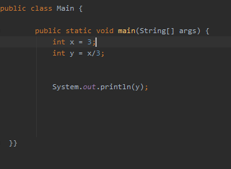 public class Main {
public static void main(String[] args) {
int x = 3;
int y = x/3;
System.out.println(y);
}}